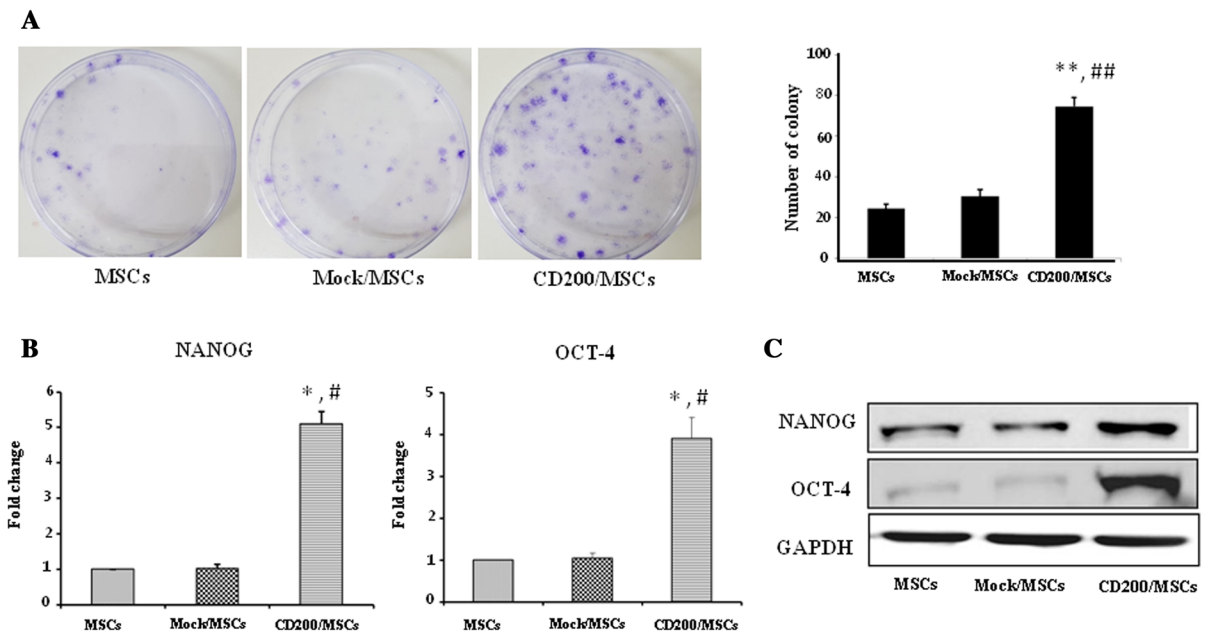 A
MSCs
Mock/MSCs
CD200/MSCs
Number of colony
100
80
60
40
20
0
**, ##
MSCs
Mock/MSCs
CD200/MSCs
B
NANOG
Fold change
6
5
4
3
2
1
0
*, #
MSCs
Mock/MSCs
CD200/MSCs
OCT-4
Fold change
5
4
3
2
1
0
*, #
MSCs
Mock/MSCs
CD200/MSCs
C
NANOG
OCT-4
GAPDH
MSCs
Mock/MSCs
CD200/MSCs